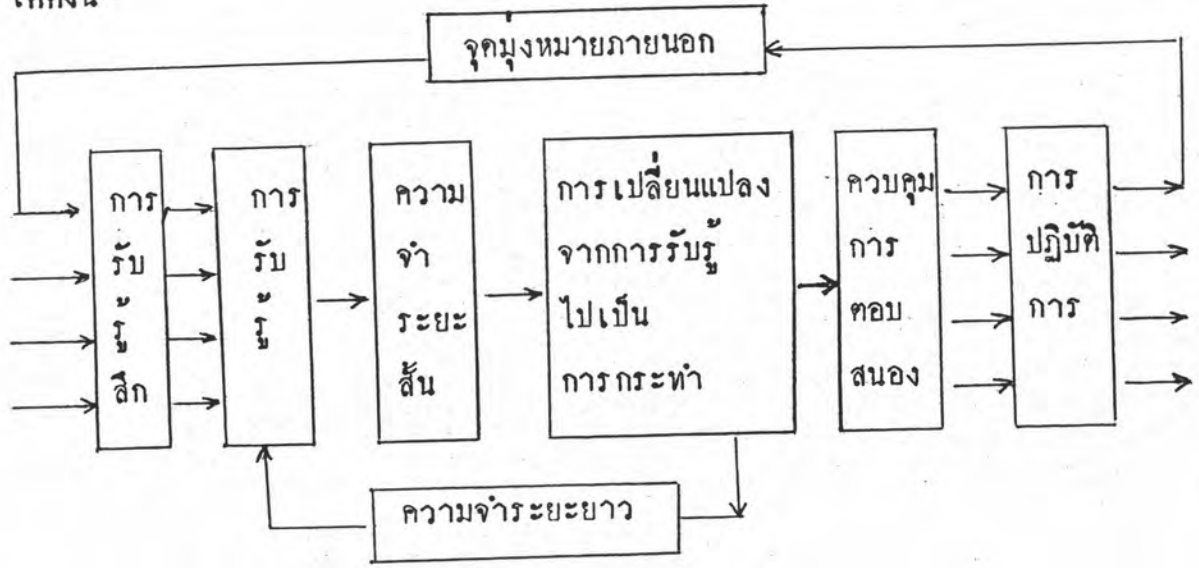 จุดมุ่งหมายภายนอก
การ
รับ
รู้
สึก
การ
รับ
รู้
ความ
จำ
ระยะ
สั้น
การเปลี่ยนแปลง
จากการรับรู้
ไปเป็น
การกระทำ
ควบคุม
การ
ตอบ
สนอง
การ
ปฏิบัติ
การ
ความจำระยะยาว